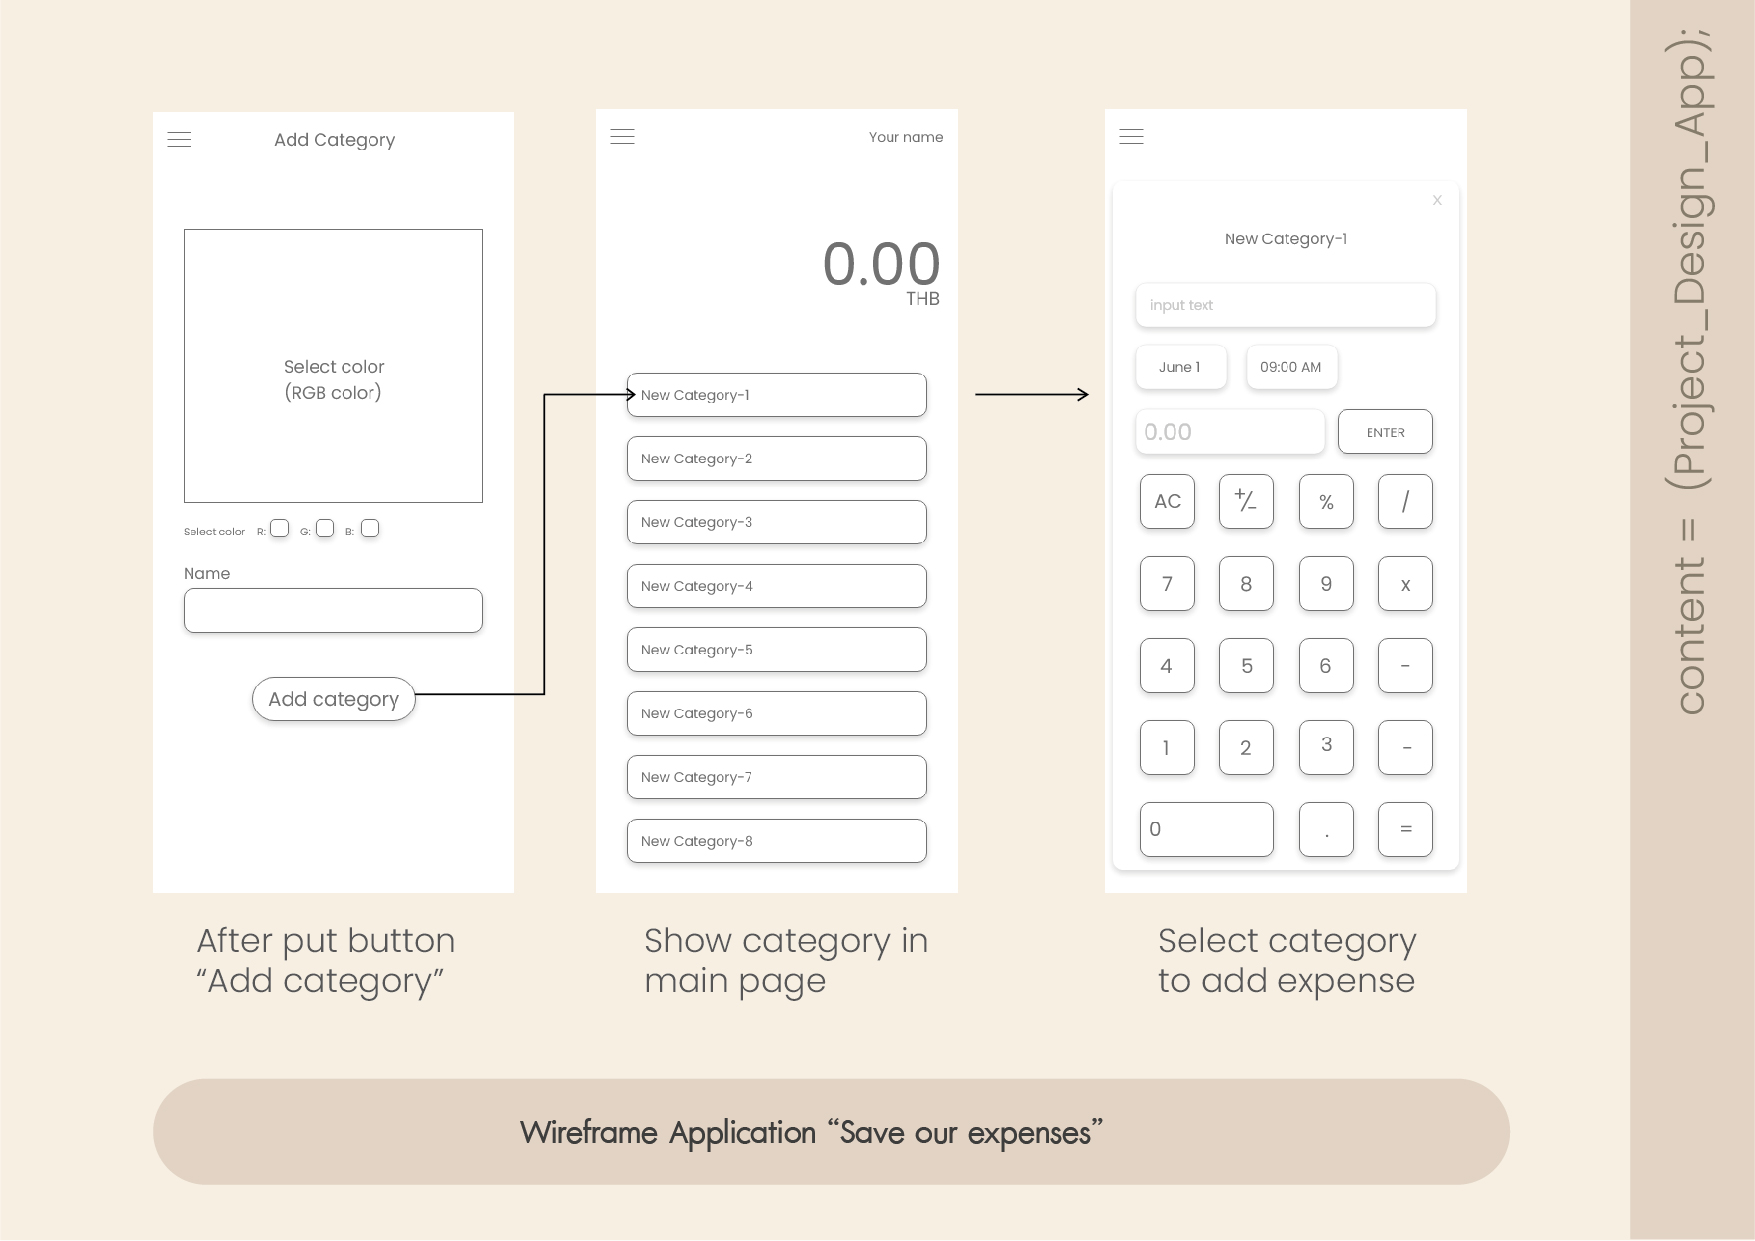 Add Category
Select color
(RGB color)
Select color R: G: B:
Name
Add category
After put button
“Add category”
Your name
0.00
THB
New Category-1
New Category-2
New Category-3
New Category-4
New Category-5
New Category-6
New Category-7
New Category-8
Show category in
main page
x
New Category-1
input text
June 1 09:00 AM
0.00 ENTER
AC +/- % /
7 8 9 x
4 5 6 -
1 2 3 -
0 . =
Select category
to add expense
Wireframe Application “Save our expenses”
content = (Project_Design_App);